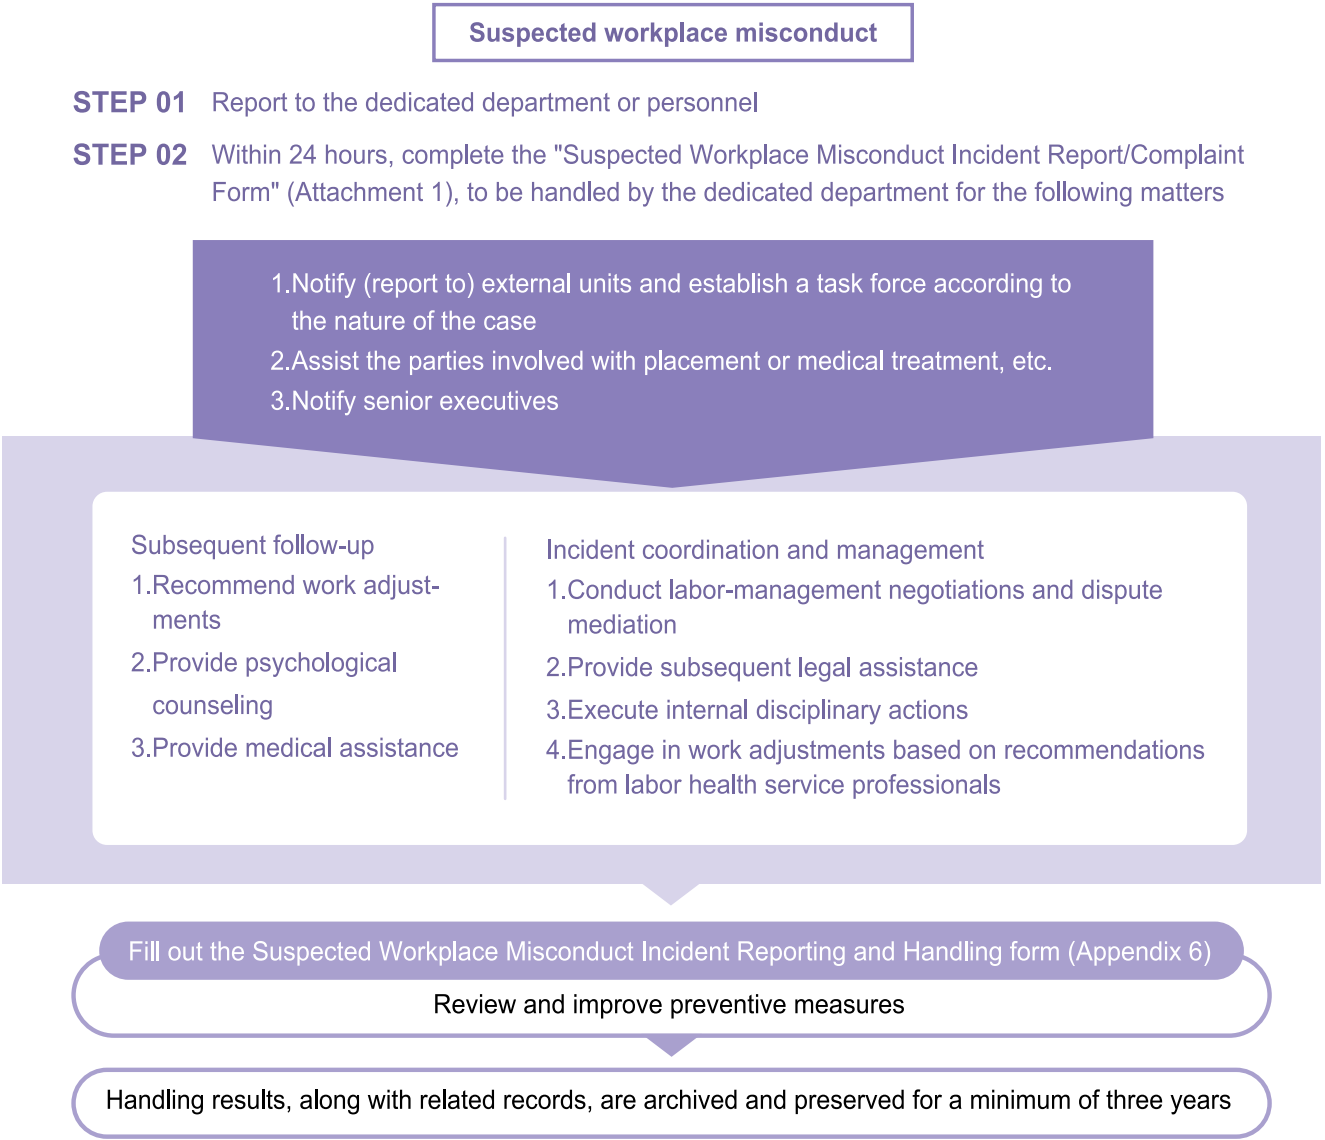 Suspected workplace misconduct
STEP 01 Report to the dedicated department or personnel
STEP 02 Within 24 hours, complete the "Suspected Workplace Misconduct Incident Report/Complaint
Form" (Attachment 1), to be handled by the dedicated department for the following matters
1.Notify (report to) external units and establish a task force according to
the nature of the case
2.Assist the parties involved with placement or medical treatment, etc.
3.Notify senior executives
Subsequent follow-up
1.Recommend work adjust-
ments
2.Provide psychological
counseling
3.Provide medical assistance
Incident coordination and management
1.Conduct labor-management negotiations and dispute
mediation
2.Provide subsequent legal assistance
3.Execute internal disciplinary actions
4.Engage in work adjustments based on recommendations
from labor health service professionals
Fill out the Suspected Workplace Misconduct Incident Reporting and Handling form (Appendix 6)
Review and improve preventive measures
Handling results, along with related records, are archived and preserved for a minimum of three years